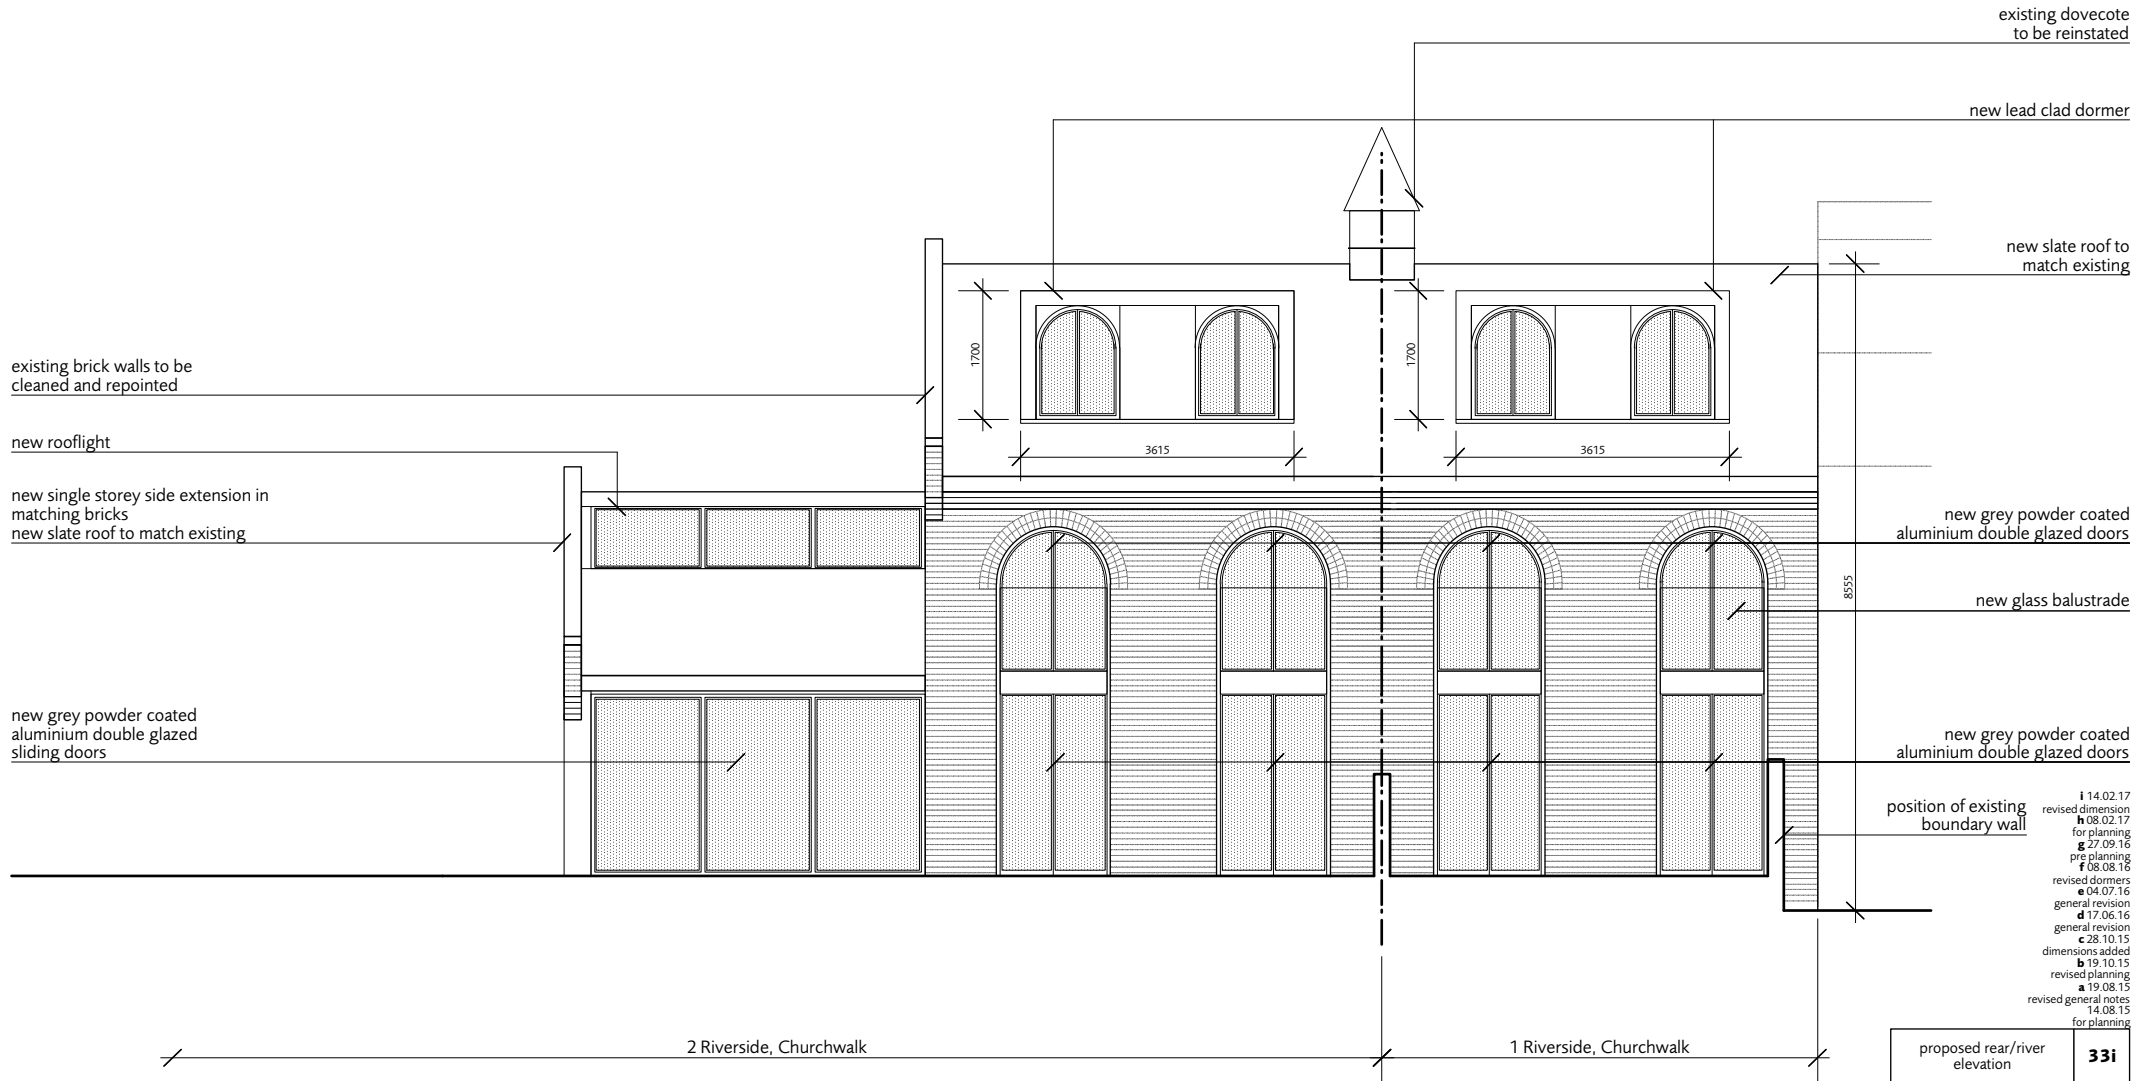 existing dovecote
to be reinstated
new lead clad dormer
new slate roof to
match existing
1700
1700
existing brick walls to be
cleaned and repointed
new rooflight
3615
3615
new single storey side extension in
matching bricks
new slate roof to match existing
new grey powder coated
aluminium double glazed doors
8555
new glass balustrade
new grey powder coated
aluminium double glazed
sliding doors
new grey powder coated
aluminium double glazed doors
position of existing
boundary wall
i 14.02.17
revised dimension
h 08.02.17
for planning
g 27.09.16
pre planning
f 08.08.16
revised dormers
e 04.07.16
general revision
d 17.06.16
general revision
c 28.10.15
dimensions added
b 19.10.15
revised planning
a 19.08.15
revised general notes
14.08.15
for planning
2 Riverside, Churchwalk
1 Riverside, Churchwalk
proposed rear/river
elevation
33i